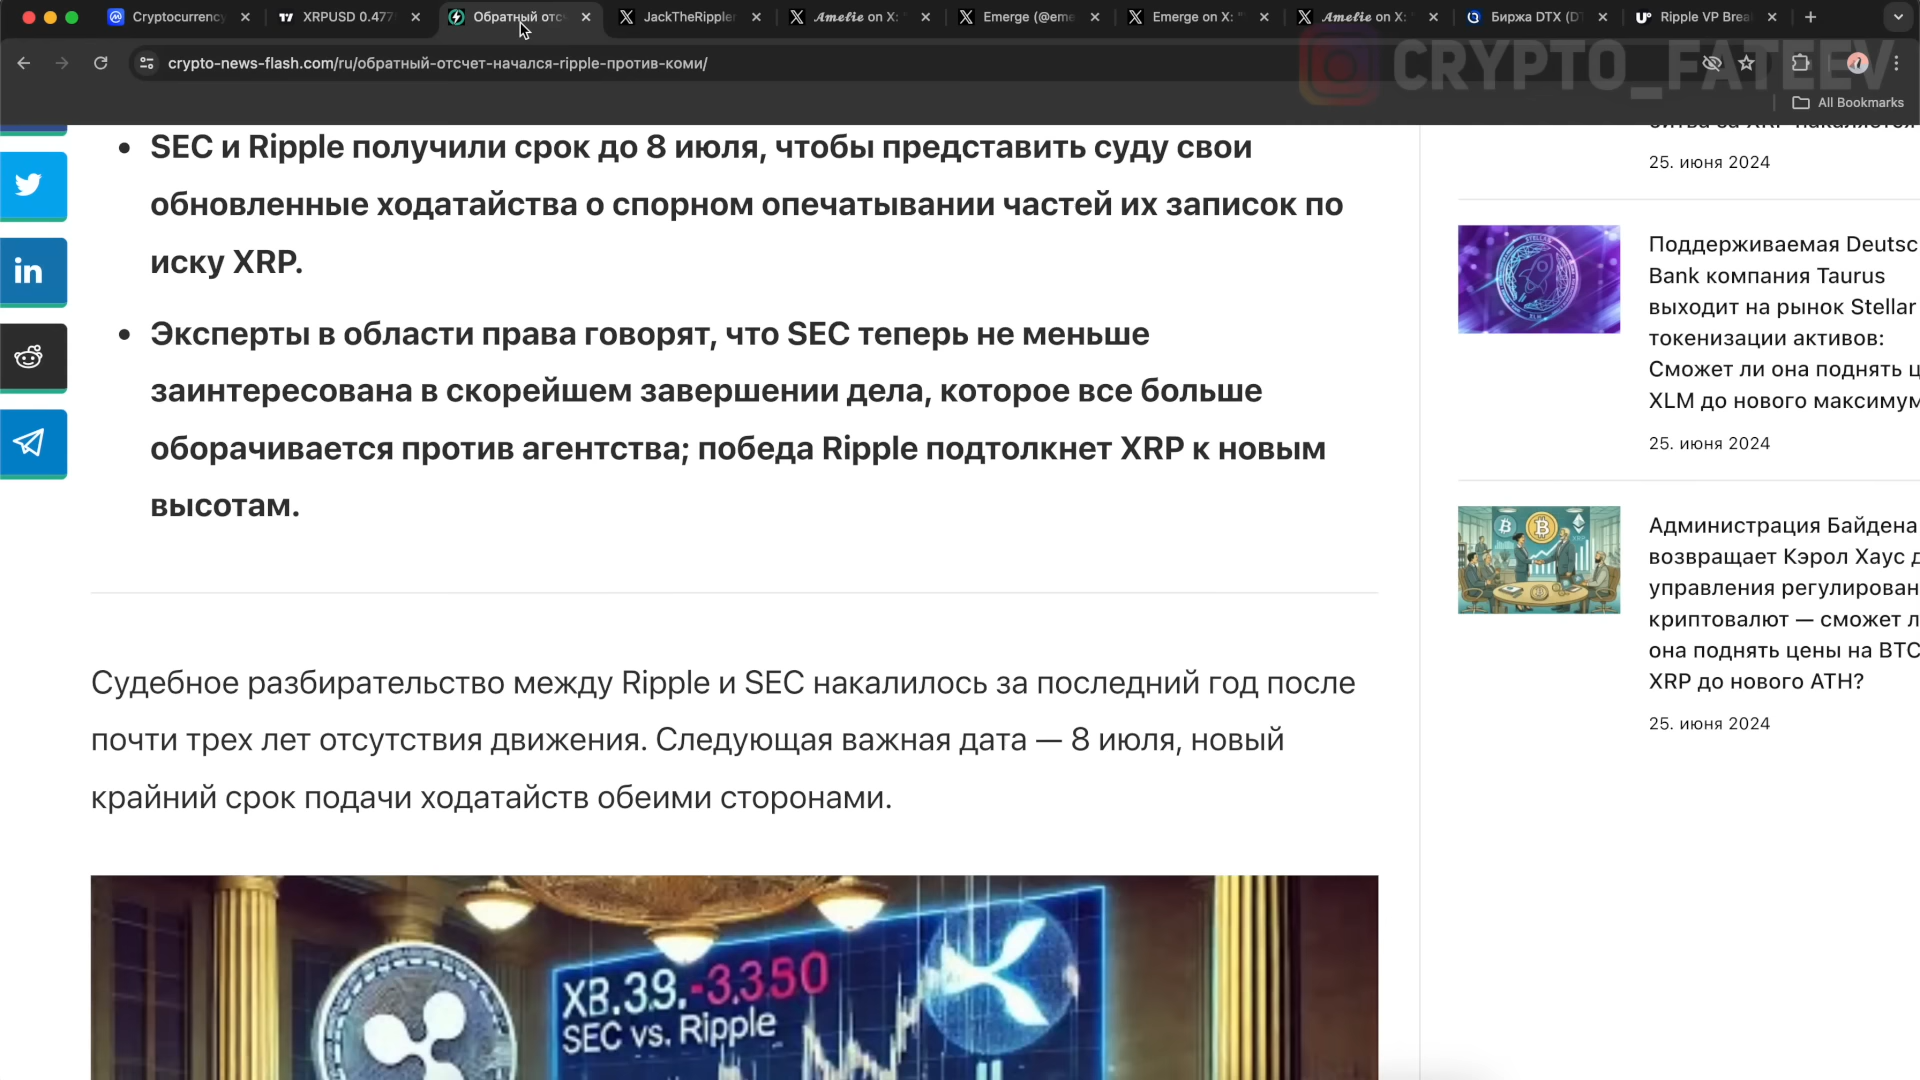 Cryptocurrency
XRPUSD 0.477
Обратный отс
JackTheRippler
Amelie on X:
Emerge (@eme
Emerge on X: "
Amelie on X:
Биржа DTX (DT
Ripple VP Brea
crypto-news-flash.com/ru/обратный-отсчет-начался-ripple-против-коми/
CRYPTO_FATEEV
All Bookmarks
SEC и Ripple получили срок до 8 июля, чтобы представить суду свои
обновленные ходатайства о спорном опечатывании частей их записок по
иску XRP.
Эксперты в области права говорят, что SEC теперь не меньше
заинтересована в скорейшем завершении дела, которое все больше
оборачивается против агентства; победа Ripple подтолкнет XRP к новым
высотам.
Судебное разбирательство между Ripple и SEC накалилось за последний год после
почти трех лет отсутствия движения. Следующая важная дата — 8 июля, новый
крайний срок подачи ходатайств обеими сторонами.
XB.39.-3.350
SEC vs. Ripple
25. июня 2024
Поддерживаемая Deutsc
Bank компания Taurus
выходит на рынок Stellar
токенизации активов:
Сможет ли она поднять ц
XLM до нового максимум
25. июня 2024
Администрация Байдена
возвращает Кэрол Хаус д
управления регулирован
криптовалют — сможет л
она поднять цены на BTC
XRP до нового ATH?
25. июня 2024